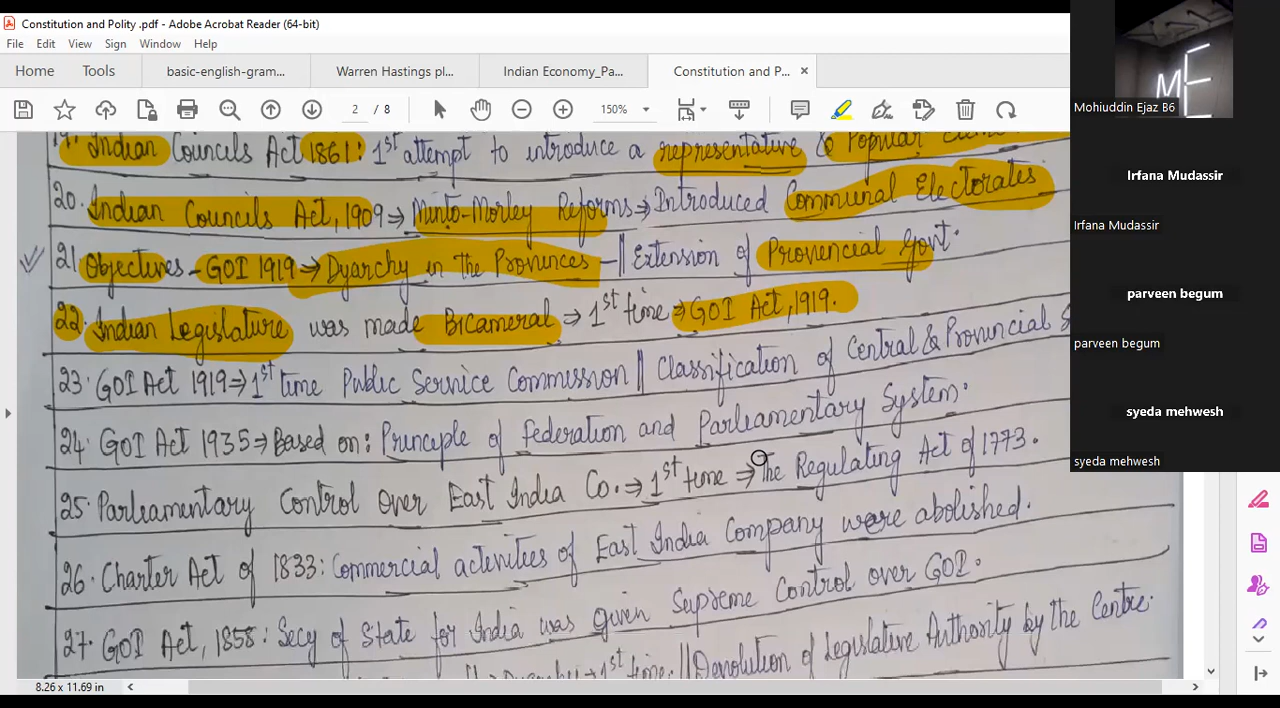 Constitution and Polity .pdf - Adobe Acrobat Reader (64-bit)
File Edit View Sign Window Help
Home Tools basic-english-gram... Warren Hastings pl... Indian Economy_Pa... Constitution and P... ×
2 / 8 150%
Indian Councils Act 1861: 1st attempt to introduce a representative & Popular
20. Indian Councils Act, 1909⇒ Minto-Morley Reforms⇒ Introduced Communal Electorates
21. Objectives - GOI 1919⇒ Dyarchy in the Provinces -|| Extension of Provencial Govt.
22. Indian Legislature was made Bicameral ⇒ 1st time ⇒ GOI Act, 1919.
23. GOI Act 1919⇒ 1st time Public Service Commission || Classification of Central & Provincial S
24. GOI Act 1935⇒ Based on: Principle of Federation and Parliamentary System.
25. Parliamentary Control over East India Co. ⇒ 1st time ⇒ The Regulating Act of 1773.
26. Charter Act of 1833: Commercial activitees of East India Company were abolished.
27. GOI Act, 1858: Secy of State for India was given Supreme Control over GOI.
1st time. || Devolution of Legislative Authority by the Centre.
8.26 x 11.69 in
ME
Mohiuddin Ejaz B6
Irfana Mudassir
Irfana Mudassir
parveen begum
parveen begum
syeda mehwesh
syeda mehwesh